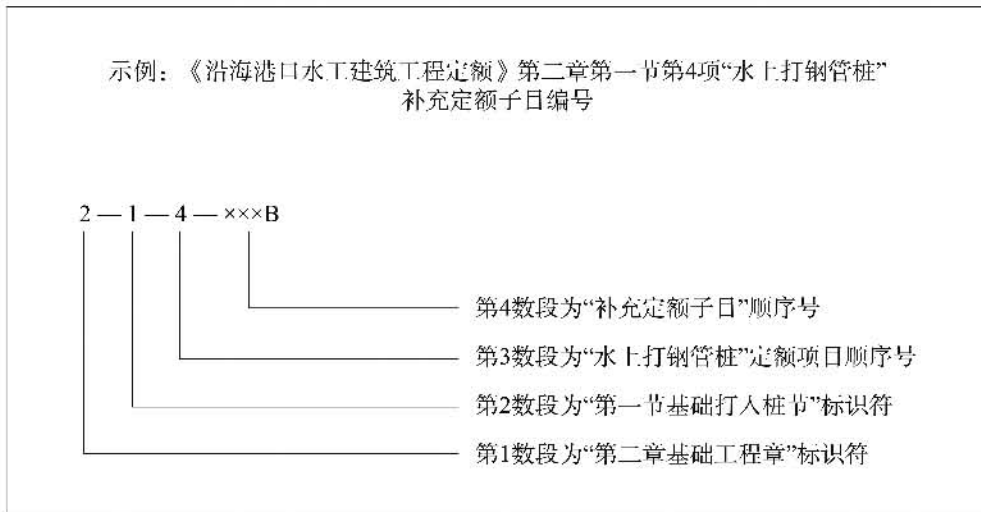 示例：《沿海港口水工建筑工程定额》第二章第一节第4项“水上打钢管桩”
补充定额子目编号
2 — 1 — 4 — ×××B
第4数段为“补充定额子目”顺序号
第3数段为“水上打钢管桩”定额项目顺序号
第2数段为“第一节基础打入桩节”标识符
第1数段为“第二章基础工程章”标识符